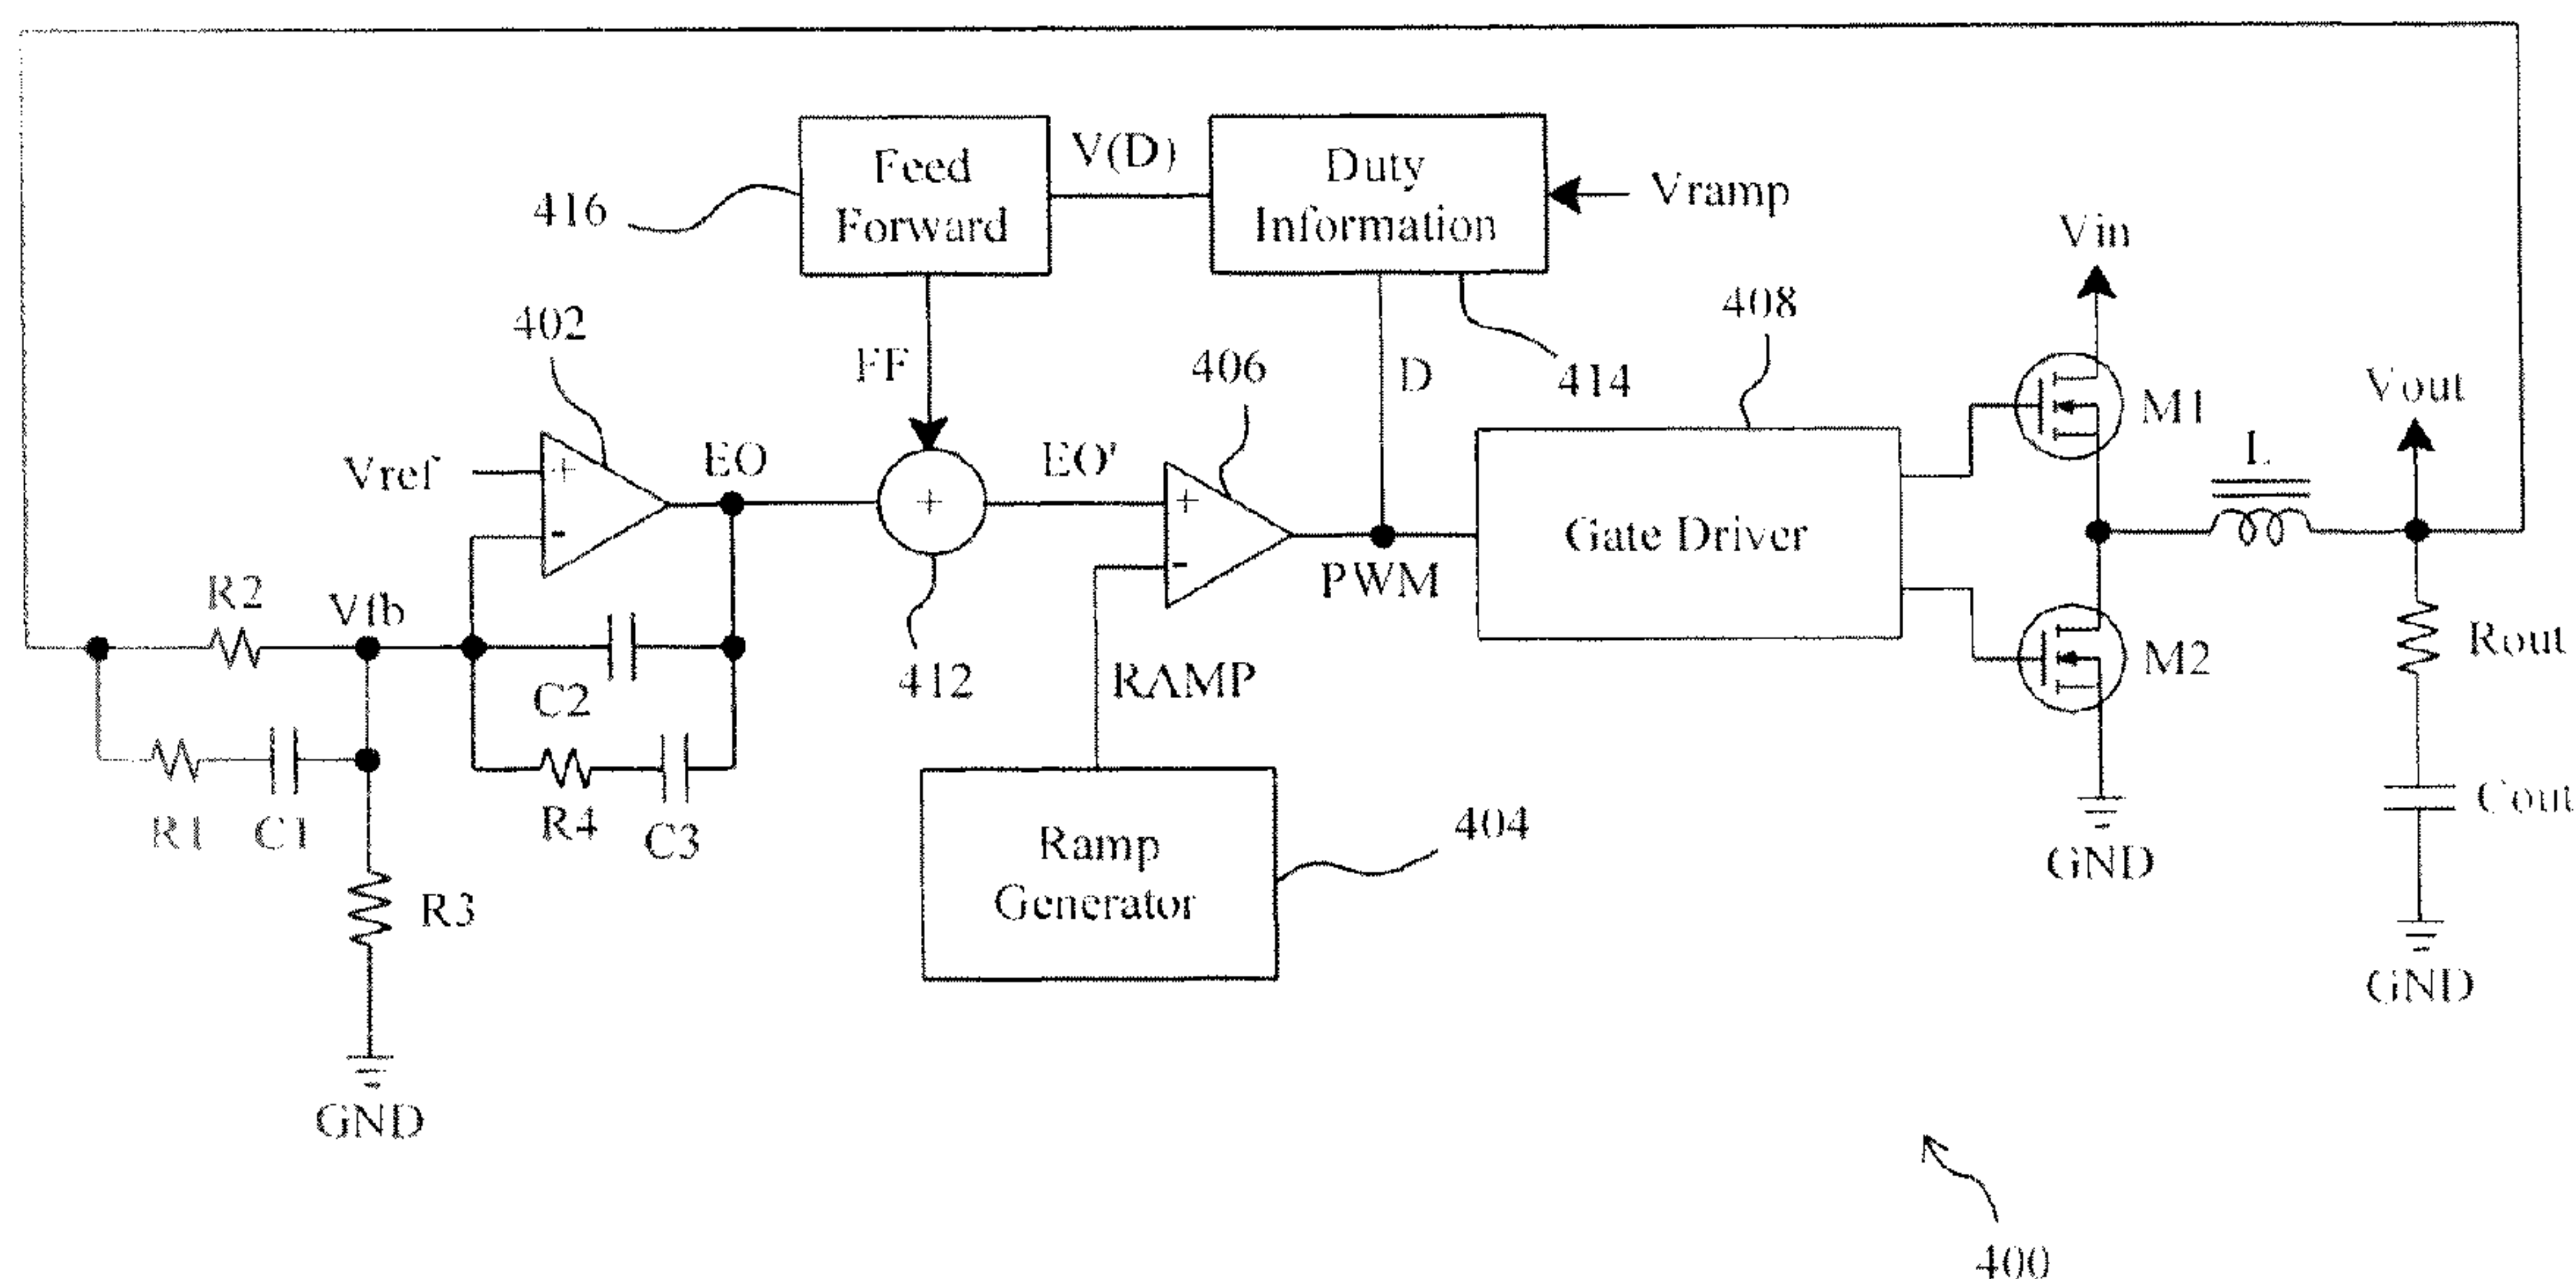 Feed
Forward
V(D)
Duty
Information
Vramp
416
Vin
402
FF
406
D
414
408
M1
Vout
Vref
+
-
EO
+
EO'
+
-
PWM
Gate Driver
L
R2
Vfb
412
RAMP
M2
Rout
C2
R1
C1
R4
C3
Ramp
Generator
404
GND
Cout
R3
GND
GND
400